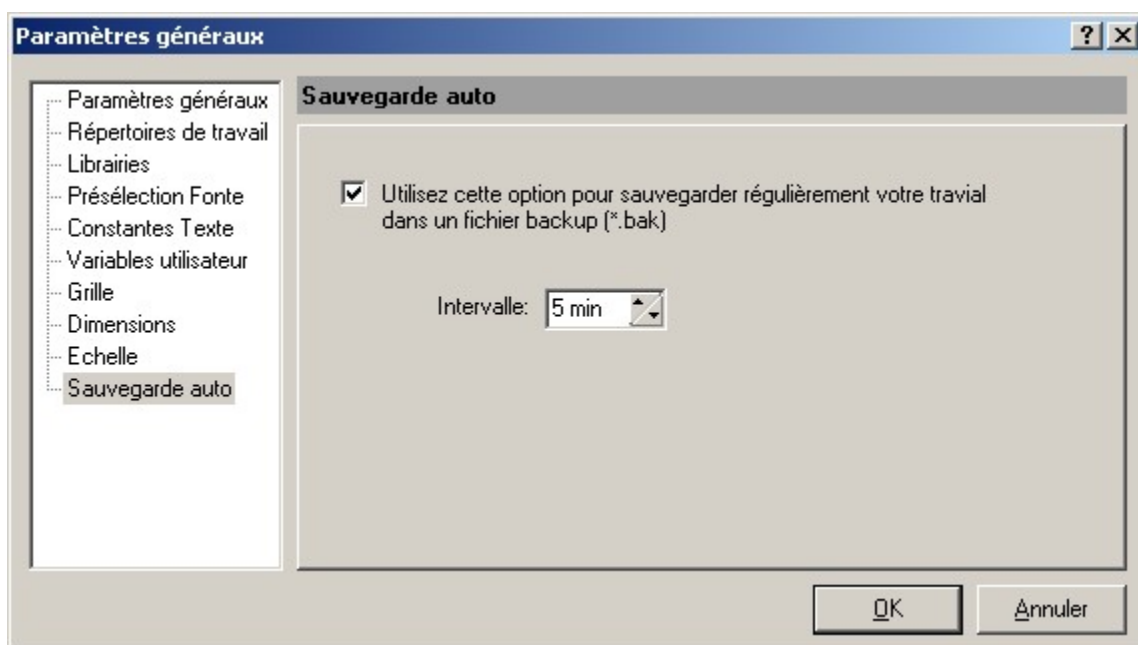 Paramètres généraux
Paramètres généraux
Répertoires de travail
Librairies
Présélection Fonte
Constantes Texte
Variables utilisateur
Grille
Dimensions
Echelle
Sauvegarde auto
Sauvegarde auto
Utilisez cette option pour sauvegarder régulièrement votre travial
dans un fichier backup (*.bak)
Intervalle: 5 min
OK Annuler